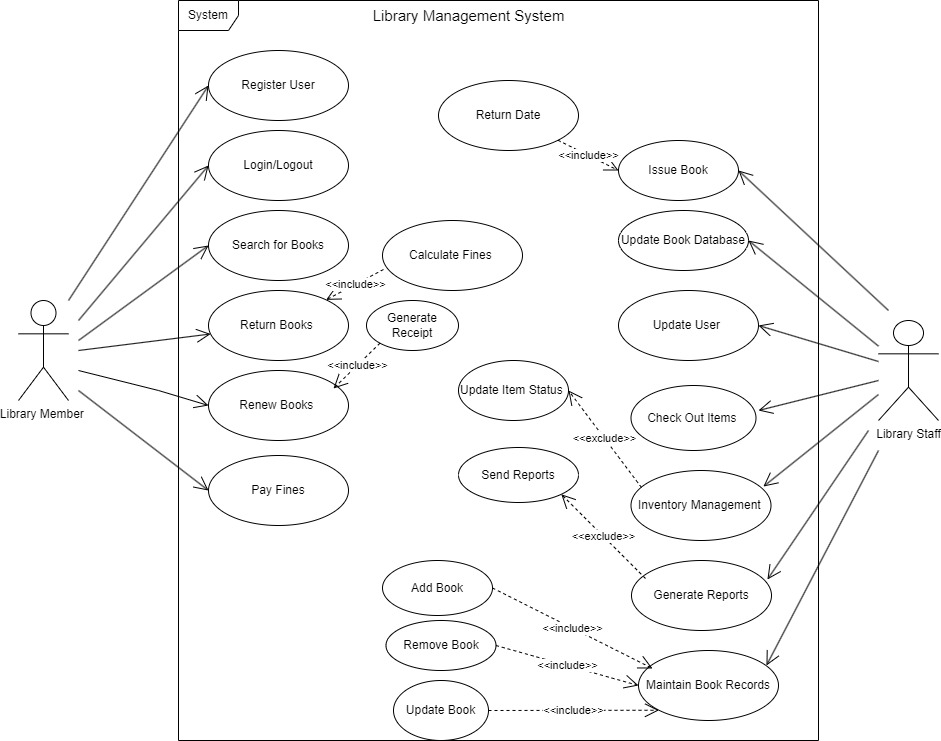 System
Library Management System
Register User
Return Date
Login/Logout
<<include>>
Issue Book
Search for Books
Calculate Fines
Update Book Database
<<include>>
Return Books
Generate
Receipt
Update User
<<include>>
Library Member
Renew Books
Update Item Status
Check Out Items
Library Staff
<<exclude>>
Pay Fines
Send Reports
Inventory Management
<<exclude>>
Add Book
Generate Reports
<<include>>
Remove Book
<<include>>
Maintain Book Records
Update Book
<<include>>